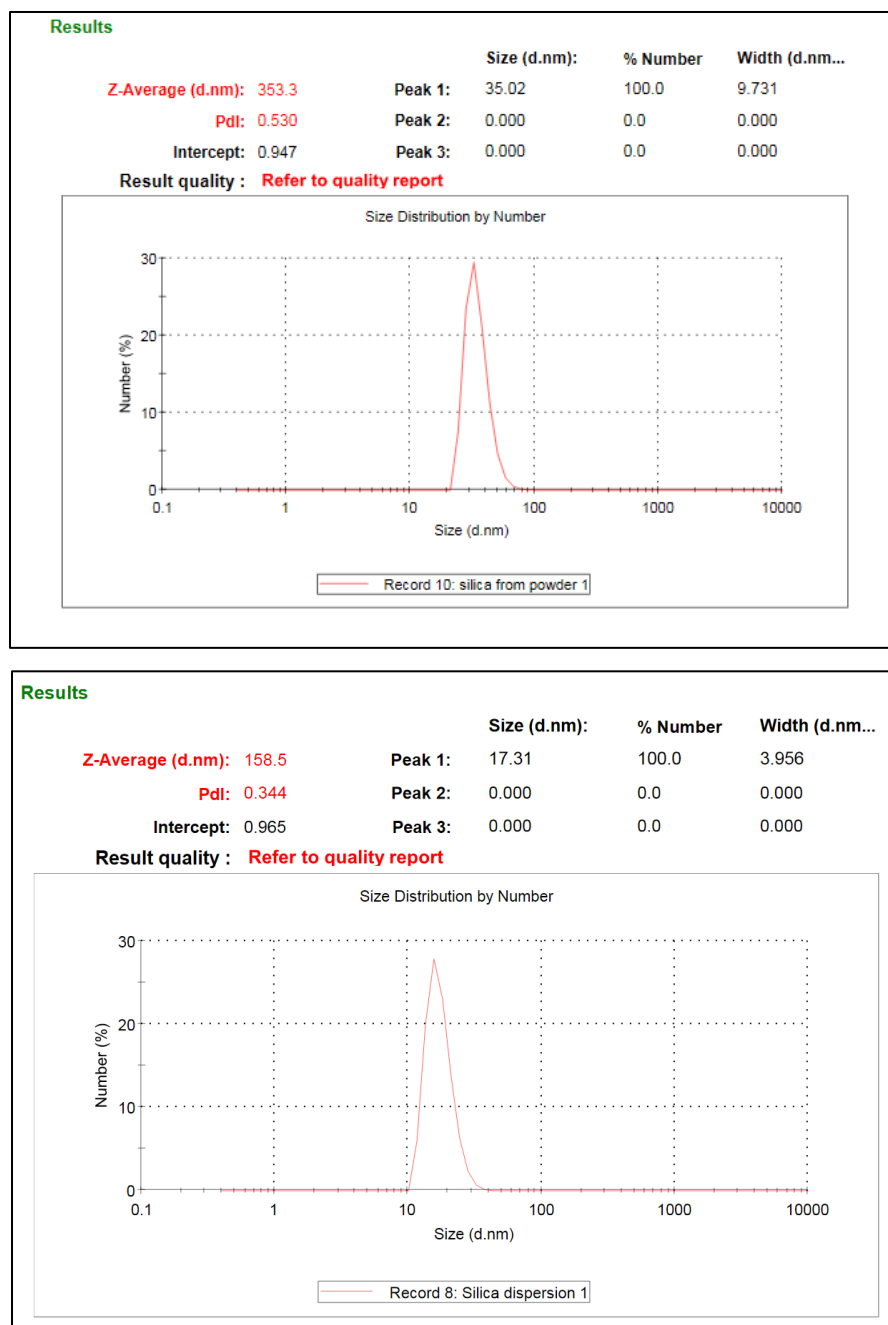 Results
Size (d.nm): % Number Width (d.nm...
Z-Average (d.nm): 353.3 Peak 1: 35.02 100.0 9.731
PdI: 0.530 Peak 2: 0.000 0.0 0.000
Intercept: 0.947 Peak 3: 0.000 0.0 0.000
Result quality : Refer to quality report
Size Distribution by Number
30
20
10
0
Number (%)
0.1 1 10 100 1000 10000
Size (d.nm)
Record 10: silica from powder 1
Results
Size (d.nm): % Number Width (d.nm...
Z-Average (d.nm): 158.5 Peak 1: 17.31 100.0 3.956
PdI: 0.344 Peak 2: 0.000 0.0 0.000
Intercept: 0.965 Peak 3: 0.000 0.0 0.000
Result quality : Refer to quality report
Size Distribution by Number
30
20
10
0
Number (%)
0.1 1 10 100 1000 10000
Size (d.nm)
Record 8: Silica dispersion 1